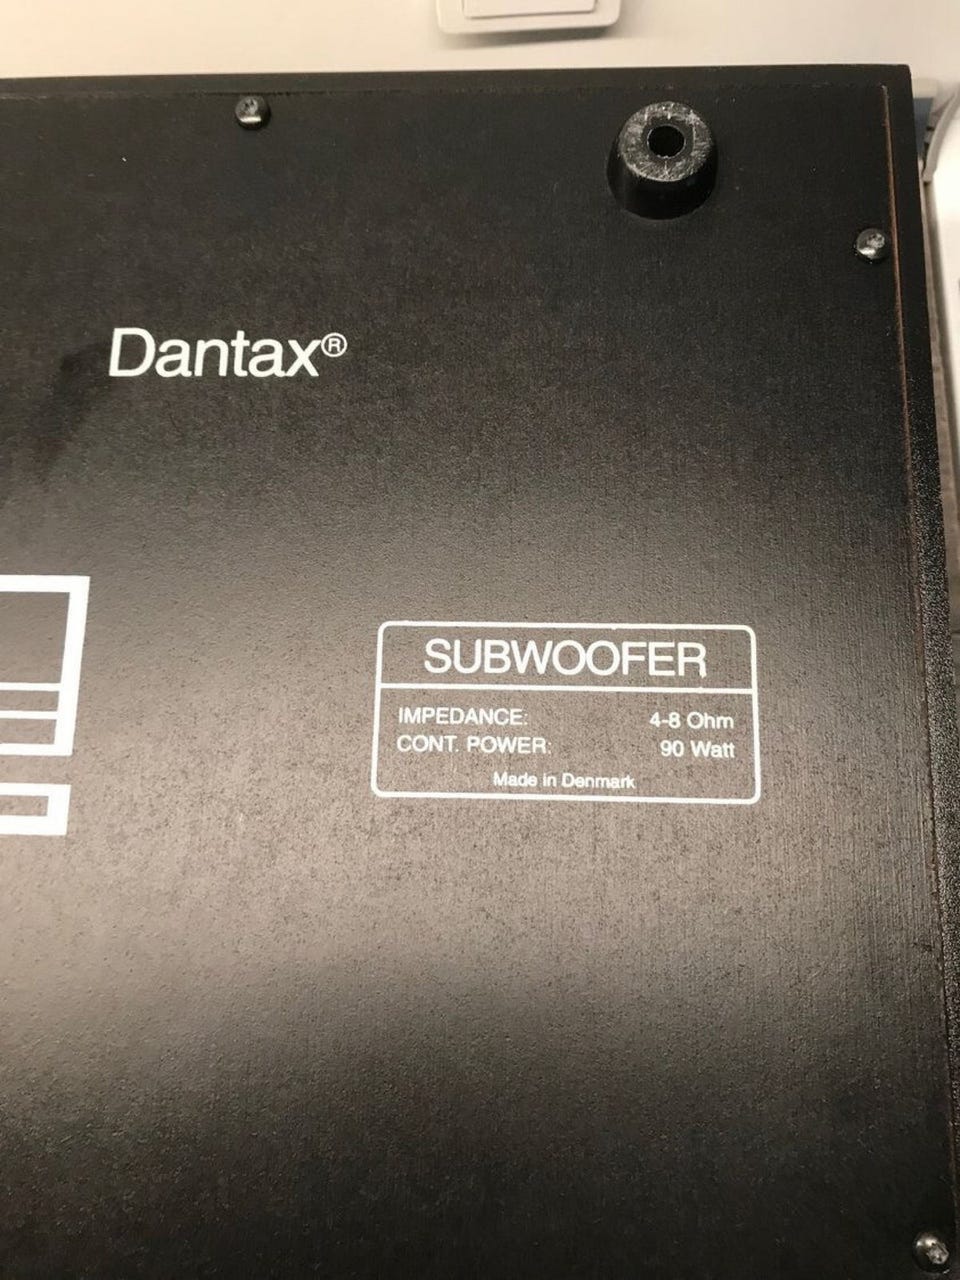 Dantax®
SUBWOOFER
IMPEDANCE: 4-8 Ohm
CONT. POWER: 90 Watt
Made in Denmark